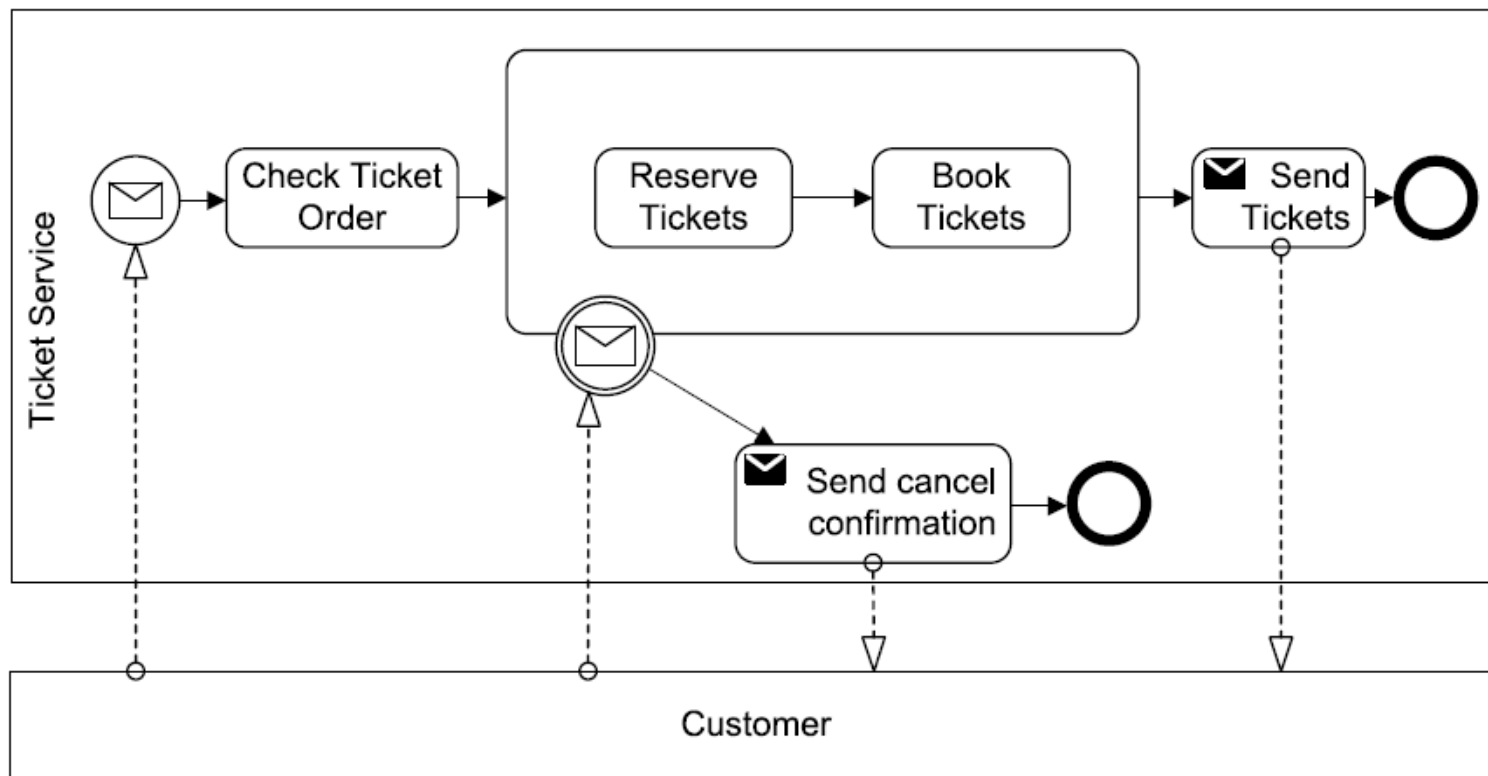 Ticket Service
Check Ticket
Order
Reserve
Tickets
Book
Tickets
Send
Tickets
Send cancel
confirmation
Customer